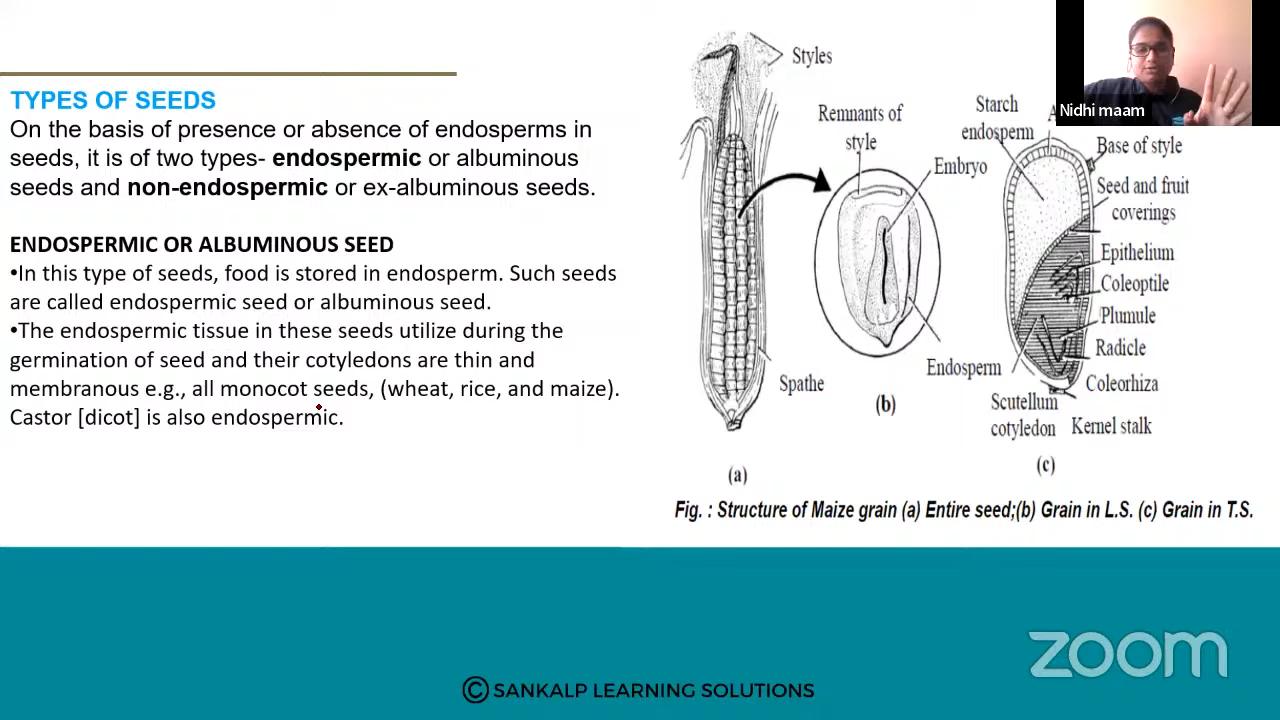 TYPES OF SEEDS
On the basis of presence or absence of endosperms in
seeds, it is of two types- endospermic or albuminous
seeds and non-endospermic or ex-albuminous seeds.
ENDOSPERMIC OR ALBUMINOUS SEED
•In this type of seeds, food is stored in endosperm. Such seeds
are called endospermic seed or albuminous seed.
•The endospermic tissue in these seeds utilize during the
germination of seed and their cotyledons are thin and
membranous e.g., all monocot seeds, (wheat, rice, and maize).
Castor [dicot] is also endospermic.
Styles
Spathe
(a)
Remnants of
style
Embryo
Endosperm
(b)
Starch
endosperm
Base of style
Seed and fruit
coverings
Epithelium
Coleoptile
Plumule
Radicle
Coleorhiza
Scutellum
cotyledon
Kernel stalk
(c)
Fig. : Structure of Maize grain (a) Entire seed;(b) Grain in L.S. (c) Grain in T.S.
Nidhi maam
zoom
© SANKALP LEARNING SOLUTIONS